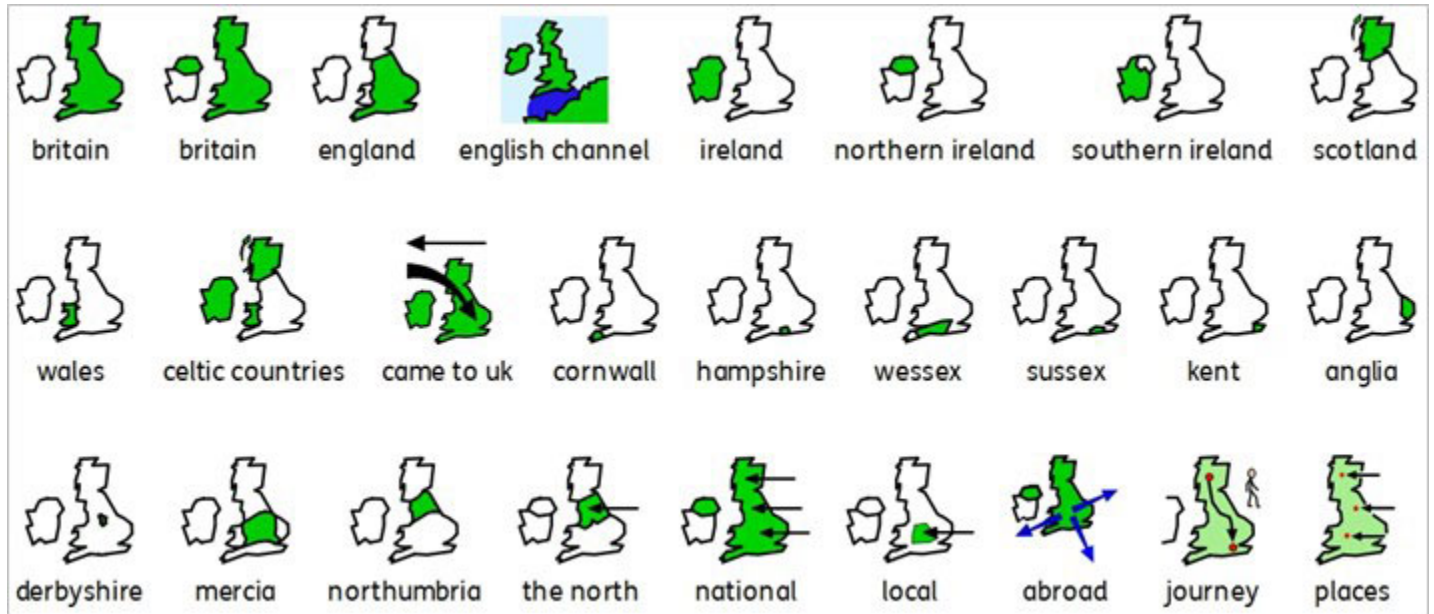 britain britain england english channel ireland northern ireland southern ireland scotland
wales celtic countries came to uk cornwall hampshire wessex sussex kent anglia
derbyshire mercia northumbria the north national local abroad journey places